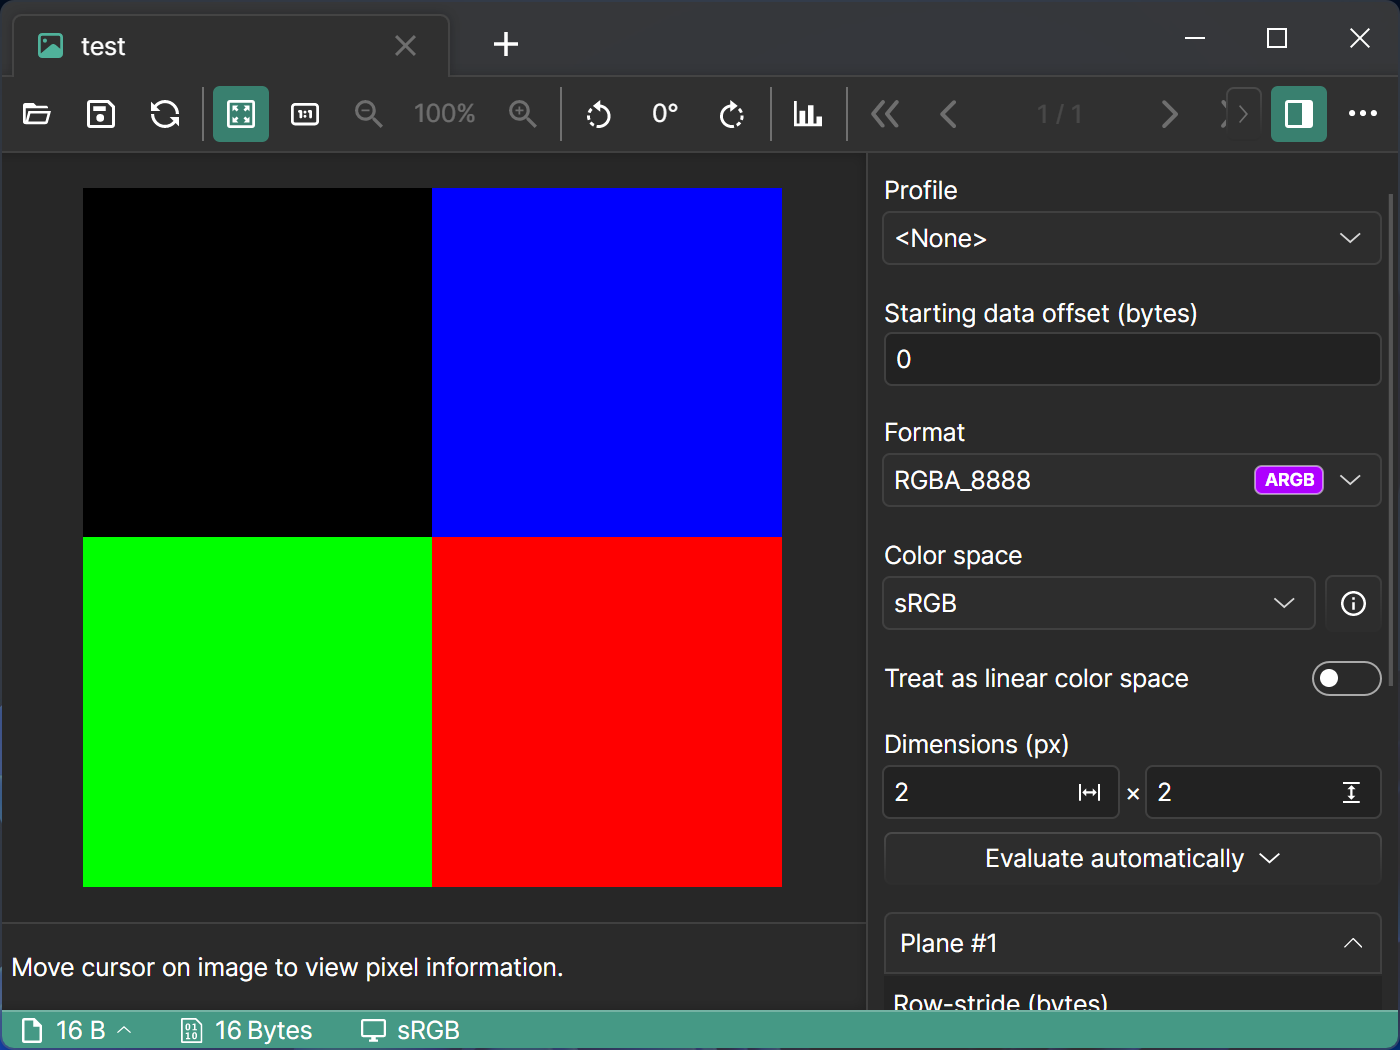 test
1:1
100%
0°
1 / 1
Profile
<None>
Starting data offset (bytes)
0
Format
RGBA_8888 ARGB
Color space
sRGB
Treat as linear color space
Dimensions (px)
2 × 2
Evaluate automatically
Plane #1
Row-stride (bytes)
Move cursor on image to view pixel information.
16 B 16 Bytes sRGB